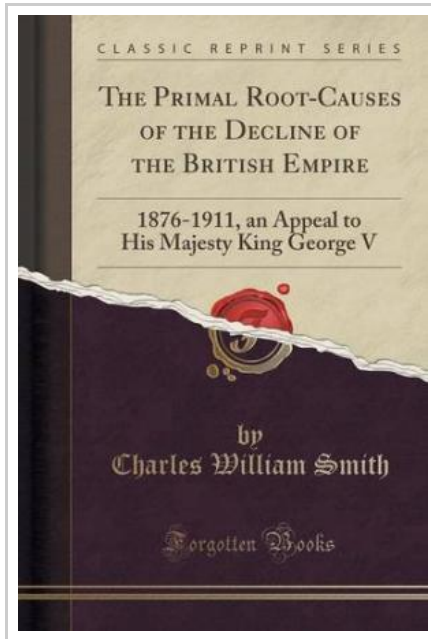 CLASSIC REPRINT SERIES
THE PRIMAL ROOT-CAUSES
OF THE DECLINE OF
THE BRITISH EMPIRE
1876-1911, an Appeal to
His Majesty King George V
by
Charles William Smith
Forgotten Books